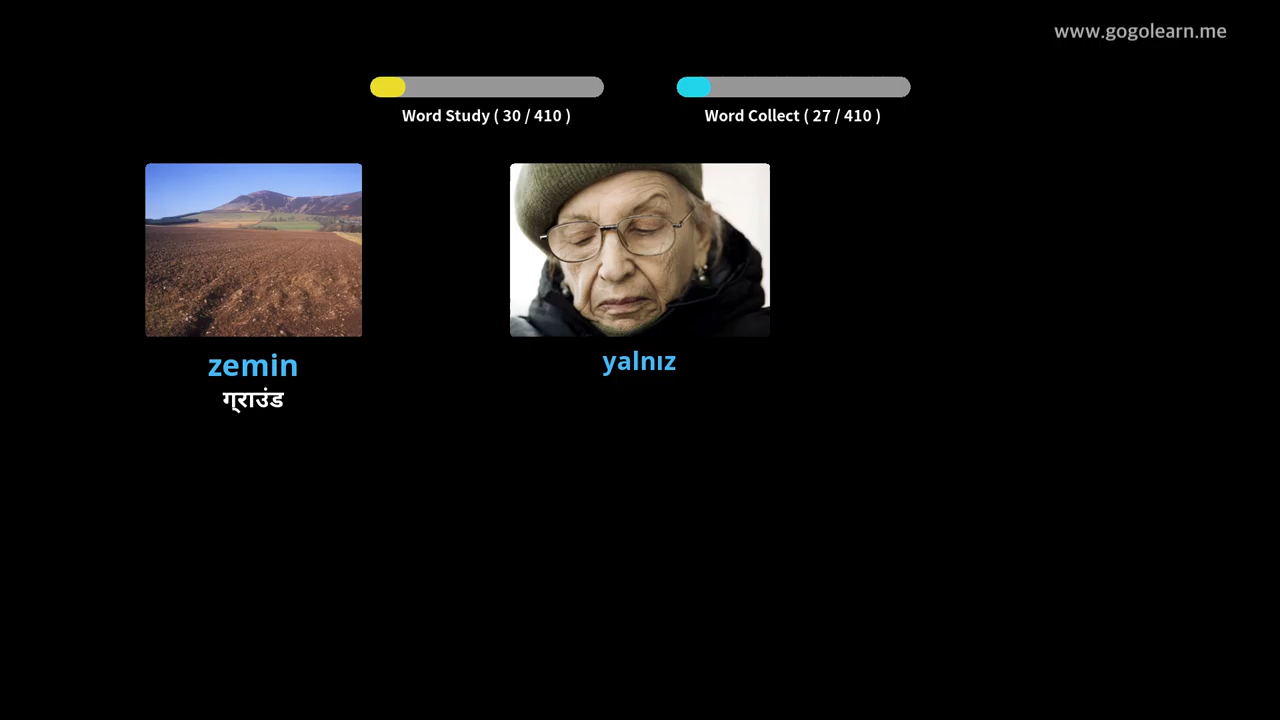 www.gogolearn.me
Word Study ( 30 / 410 )
Word Collect ( 27 / 410 )
zemin
ग्राउंड
yalnız